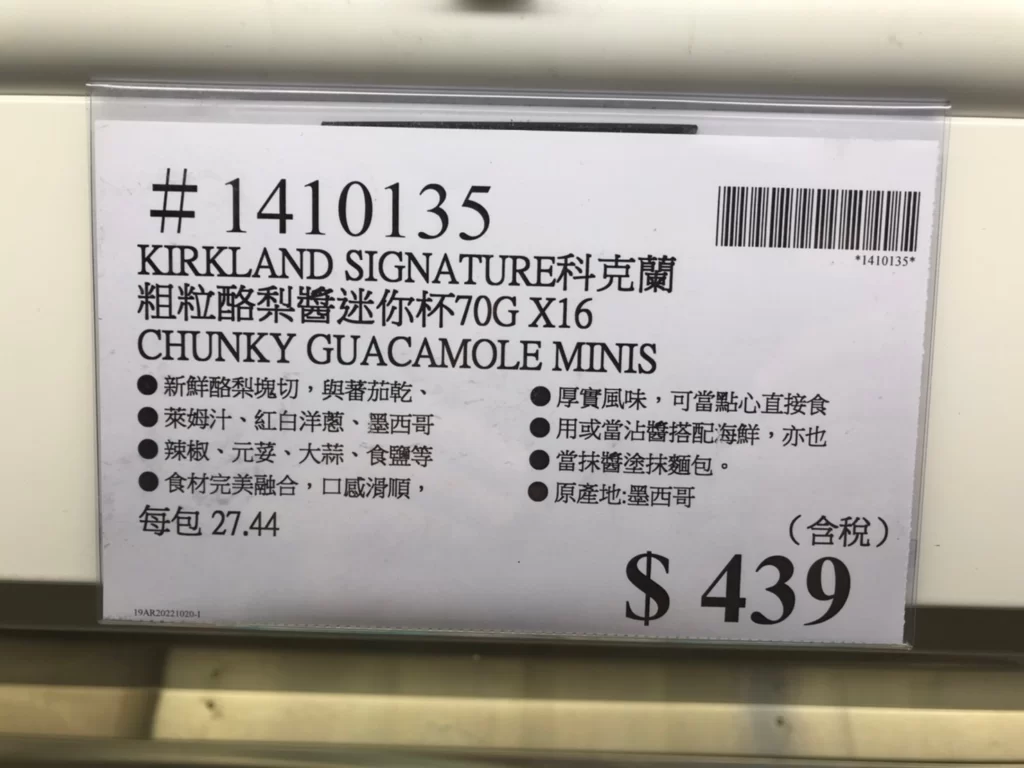 #1410135
*1410135*
KIRKLAND SIGNATURE科克蘭
粗粒酪梨醬迷你杯70G X16
CHUNKY GUACAMOLE MINIS
●新鮮酪梨塊切，與蕃茄乾、
●萊姆汁、紅白洋蔥、墨西哥
●辣椒、元荽、大蒜、食鹽等
●食材完美融合，口感滑順，
●厚實風味，可當點心直接食
●用或當沾醬搭配海鮮，亦也
●當抹醬塗抹麵包。
●原產地:墨西哥
每包 27.44
（含稅）
$ 439
19AR20221020-1